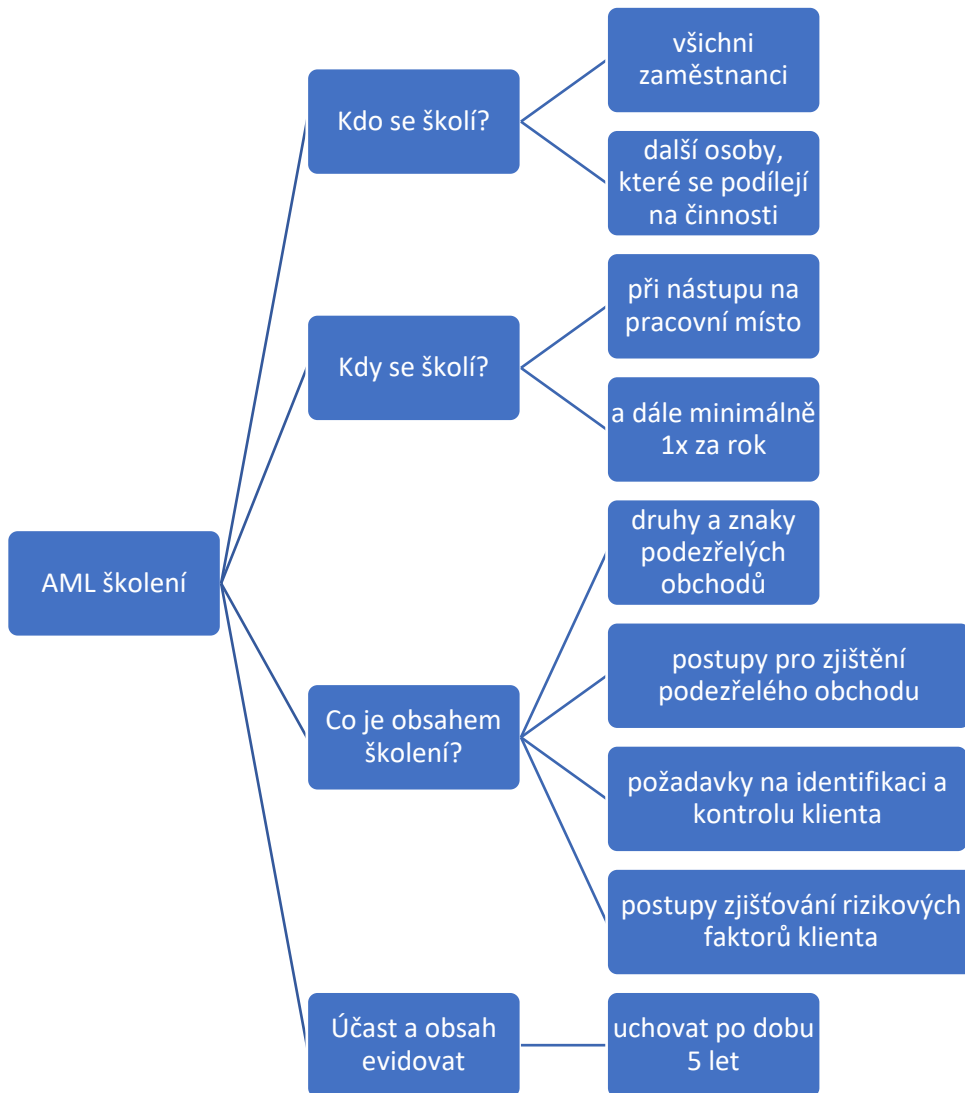 AML školení
Kdo se školí?
všichni
zaměstnanci
další osoby,
které se podílejí
na činnosti
Kdy se školí?
při nástupu na
pracovní místo
a dále minimálně
1x za rok
Co je obsahem
školení?
druhy a znaky
podezřelých
obchodů
postupy pro zjištění
podezřelého obchodu
požadavky na identifikaci a
kontrolu klienta
postupy zjišťování rizikových
faktorů klienta
Účast a obsah
evidovat
uchovat po dobu
5 let